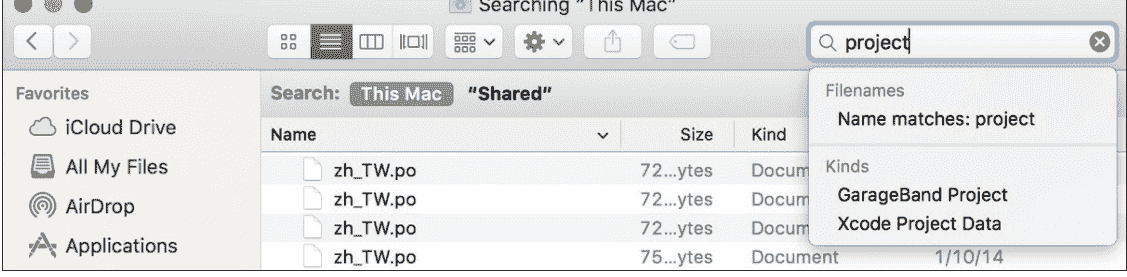 Searching "This Mac"
project
Favorites
iCloud Drive
All My Files
AirDrop
Applications
Search: This Mac "Shared"
Name Size Kind
zh_TW.po 72...ytes Docum
zh_TW.po 72...ytes Docum
zh_TW.po 72...ytes Docum
zh_TW.po 75...ytes Document 1/10/14
Filenames
Name matches: project
Kinds
GarageBand Project
Xcode Project Data